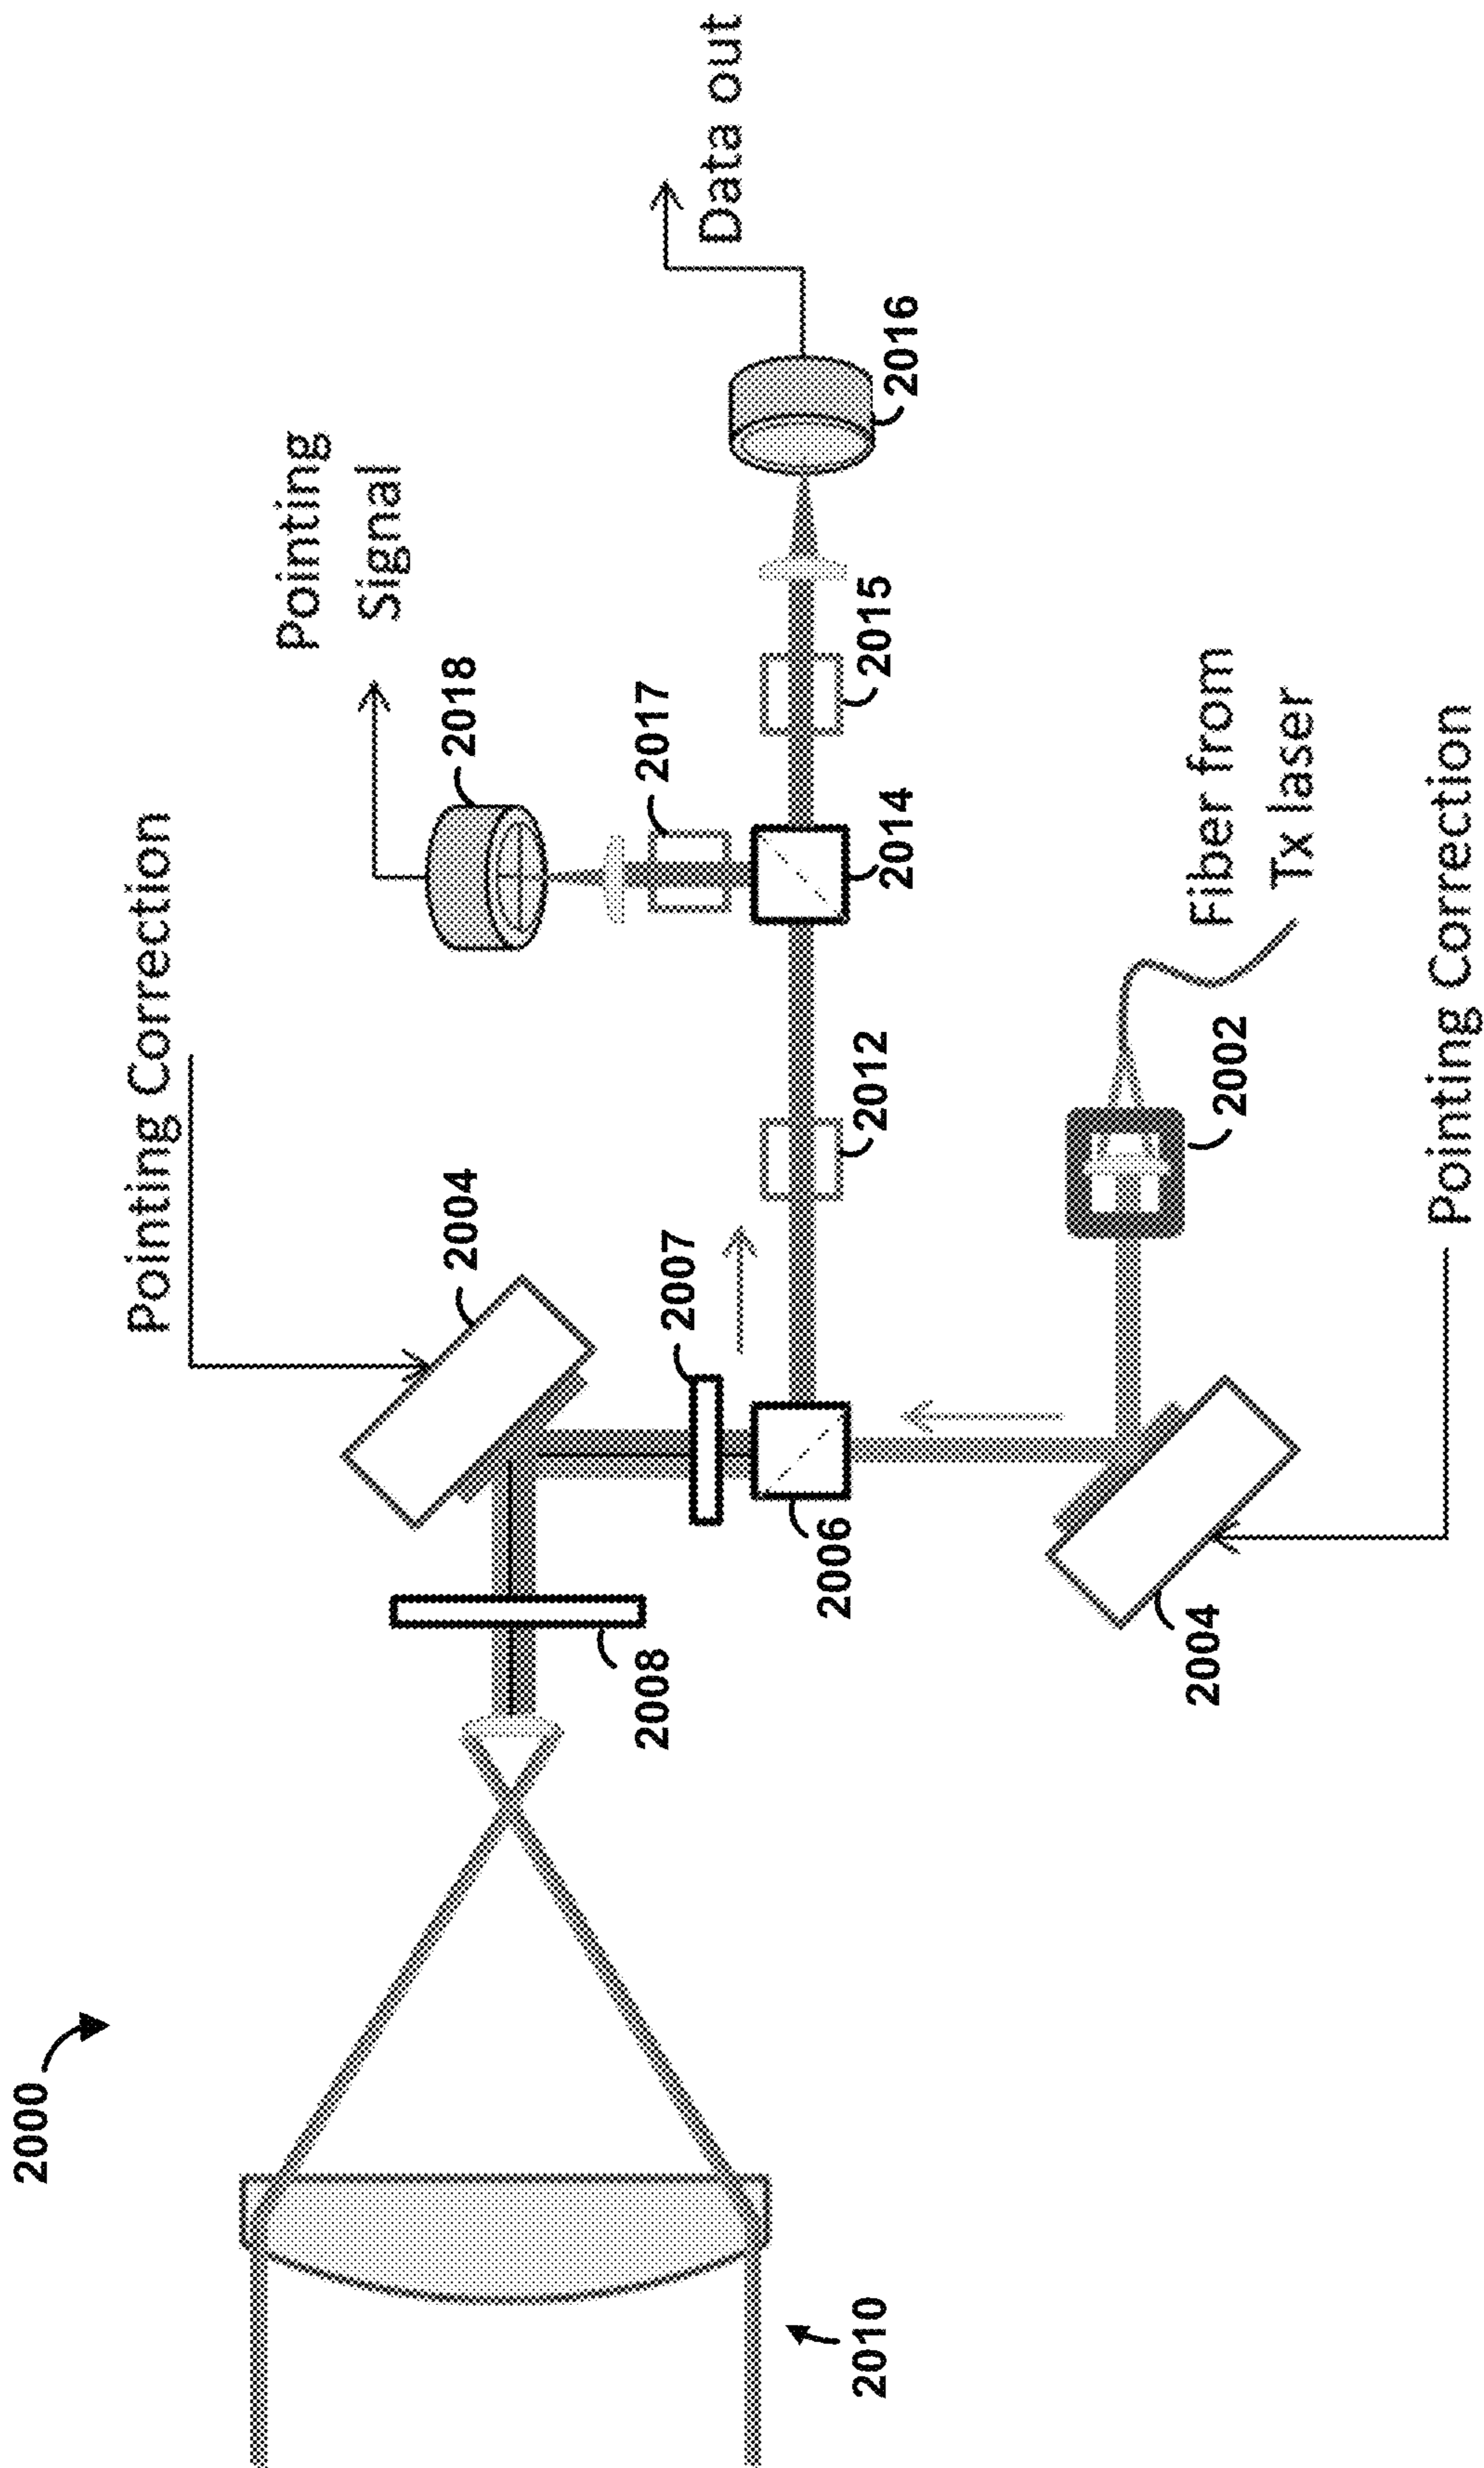 2000
Pointing Correction
Pointing
Signal
Data out
2004
2018
2017
2007
2008
2006
2012
2014
2015
2016
2010
2004
2002
Fiber from
Tx laser
Pointing Correction